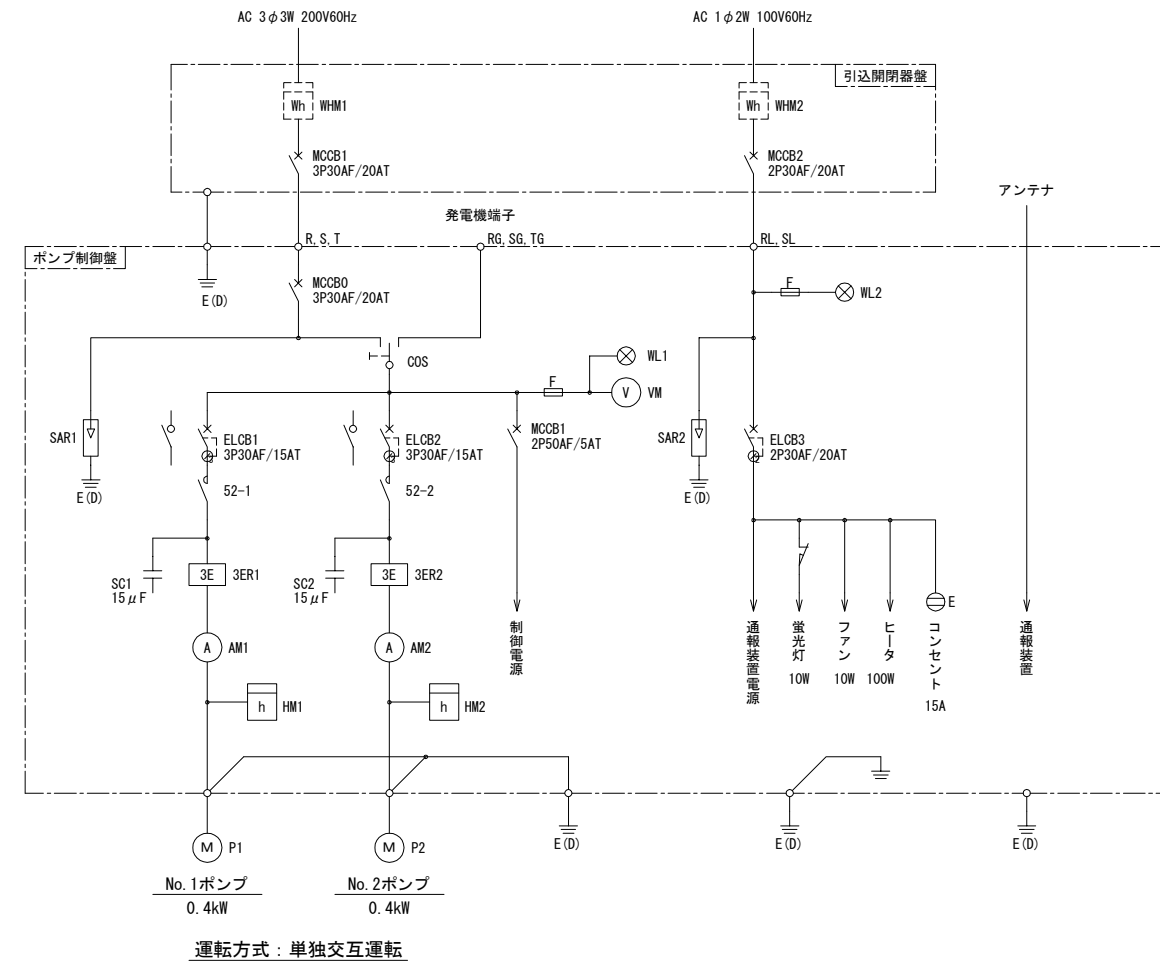 AC 3φ3W 200V60Hz
AC 1φ2W 100V60Hz
引込開閉器盤
Wh WHM1
Wh WHM2
MCCB1
3P30AF/20AT
MCCB2
2P30AF/20AT
アンテナ
発電機端子
R,S,T
RG,SG,TG
RL,SL
ポンプ制御盤
E(D)
MCCB0
3P30AF/20AT
F
WL2
COS
WL1
F
V VM
SAR1
E(D)
ELCB1
3P30AF/15AT
ELCB2
3P30AF/15AT
MCCB1
2P50AF/5AT
SAR2
E(D)
ELCB3
2P30AF/20AT
52-1
52-2
SC1
15μF
3E 3ER1
SC2
15μF
3E 3ER2
E
A AM1
A AM2
制御電源
通報装置電源
蛍光灯
10W
ファン
10W
ヒータ
100W
コンセント
15A
通報装置
h HM1
h HM2
E(D)
E(D)
E(D)
M P1
M P2
No.1ポンプ
0.4kW
No.2ポンプ
0.4kW
運転方式：単独交互運転